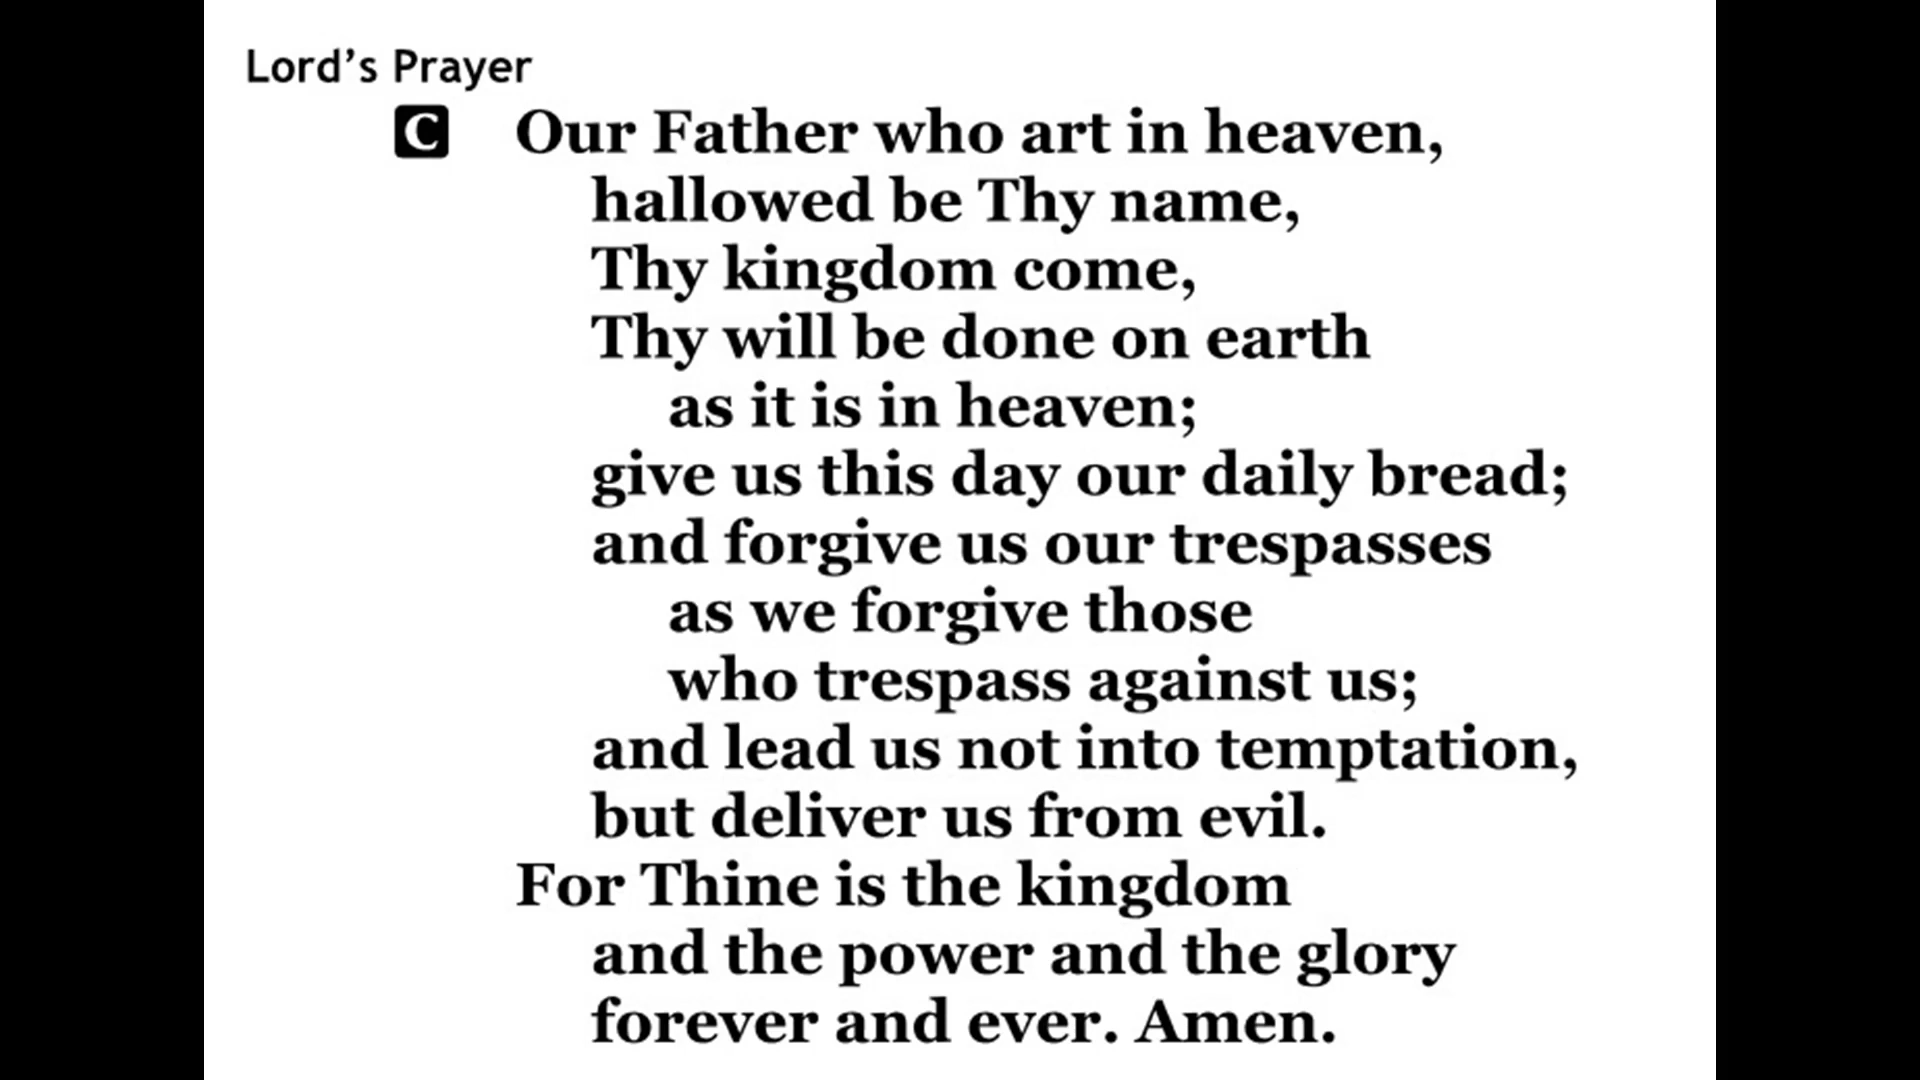 Lord’s Prayer
C Our Father who art in heaven,
hallowed be Thy name,
Thy kingdom come,
Thy will be done on earth
as it is in heaven;
give us this day our daily bread;
and forgive us our trespasses
as we forgive those
who trespass against us;
and lead us not into temptation,
but deliver us from evil.
For Thine is the kingdom
and the power and the glory
forever and ever. Amen.